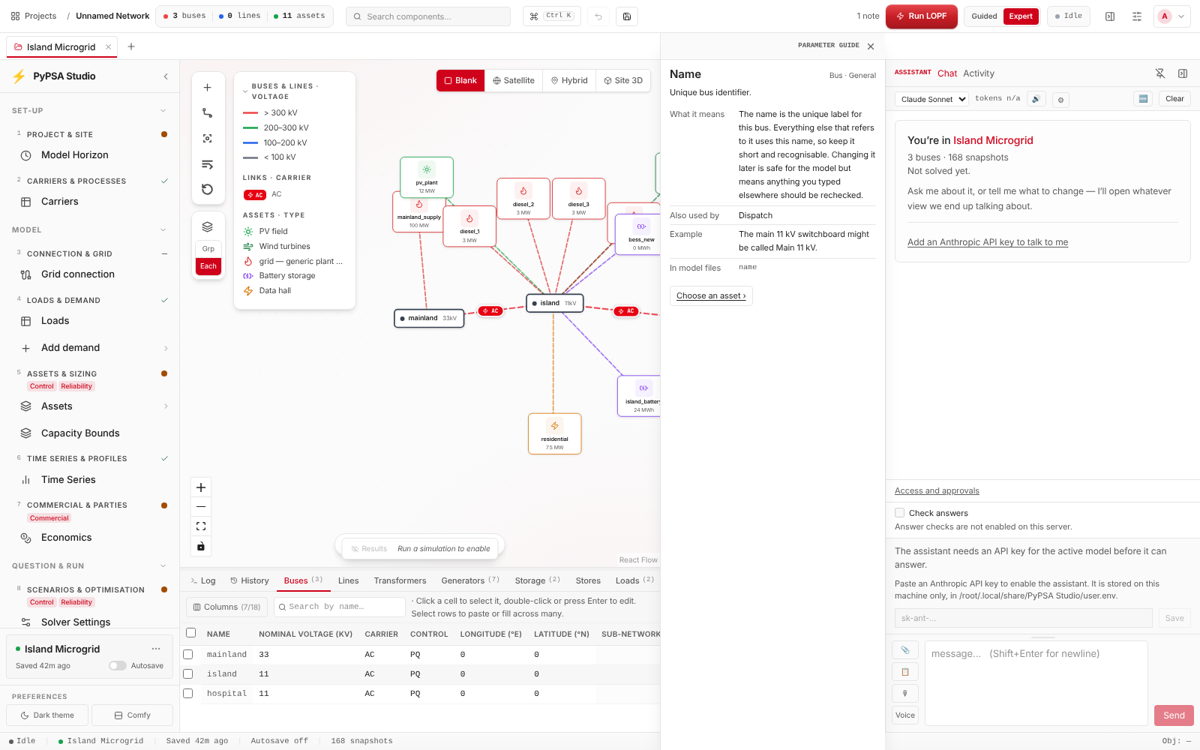 Projects / Unnamed Network
3 buses 0 lines 11 assets
Search components...
⌘ Ctrl K
1 note
Run LOPF
Guided Expert
Idle
A
Island Microgrid × +
PyPSA Studio
SET-UP
1 PROJECT & SITE
Model Horizon
2 CARRIERS & PROCESSES
Carriers
MODEL
3 CONNECTION & GRID
Grid connection
4 LOADS & DEMAND
Loads
+ Add demand
5 ASSETS & SIZING
Control Reliability
Assets
Capacity Bounds
6 TIME SERIES & PROFILES
Time Series
7 COMMERCIAL & PARTIES
Commercial
Economics
QUESTION & RUN
8 SCENARIOS & OPTIMISATION
Control Reliability
Solver Settings
Island Microgrid ...
Saved 42m ago Autosave
PREFERENCES
Dark theme Comfy
Grp
Each
BUSES & LINES ·
VOLTAGE
> 300 kV
200–300 kV
100–200 kV
< 100 kV
LINKS · CARRIER
AC AC
ASSETS · TYPE
PV field
Wind turbines
grid — generic plant ...
Battery storage
Data hall
Blank Satellite Hybrid Site 3D
pv_plant
12 MW
mainland_supply
100 MW
diesel_1
3 MW
diesel_2
3 MW
diesel_3
3 MW
bess_new
0 MWh
mainland 33kV
AC
island 11kV
AC
island_battery
24 MWh
residential
7.5 MW
Results Run a simulation to enable
React Flow
Log History Buses (3) Lines Transformers Generators (7) Storage (2) Stores Loads (2)
Columns (7/18)
Search by name…
· Click a cell to select it, double-click or press Enter to edit.
Select rows to paste or fill across many.
NAME NOMINAL VOLTAGE (KV) CARRIER CONTROL LONGITUDE (°E) LATITUDE (°N) SUB-NETWORK
mainland 33 AC PQ 0 0
island 11 AC PQ 0 0
hospital 11 AC PQ 0 0
PARAMETER GUIDE ×
Name Bus · General
Unique bus identifier.
What it means
The name is the unique label for
this bus. Everything else that refers
to it uses this name, so keep it
short and recognisable. Changing it
later is safe for the model but
means anything you typed
elsewhere should be rechecked.
Also used by Dispatch
Example
The main 11 kV switchboard might
be called Main 11 kV.
In model files name
Choose an asset ›
ASSISTANT Chat Activity
Claude Sonnet tokens n/a
Clear
You’re in Island Microgrid
3 buses · 168 snapshots
Not solved yet.
Ask me about it, or tell me what to change — I’ll open whatever
view we end up talking about.
Add an Anthropic API key to talk to me
Access and approvals
Check answers
Answer checks are not enabled on this server.
The assistant needs an API key for the active model before it can
answer.
Paste an Anthropic API key to enable the assistant. It is stored on this
machine only, in /root/.local/share/PyPSA Studio/user.env.
sk-ant-... Save
message... (Shift+Enter for newline)
Voice
Send
Idle Island Microgrid Saved 42m ago Autosave off 168 snapshots
Obj: —